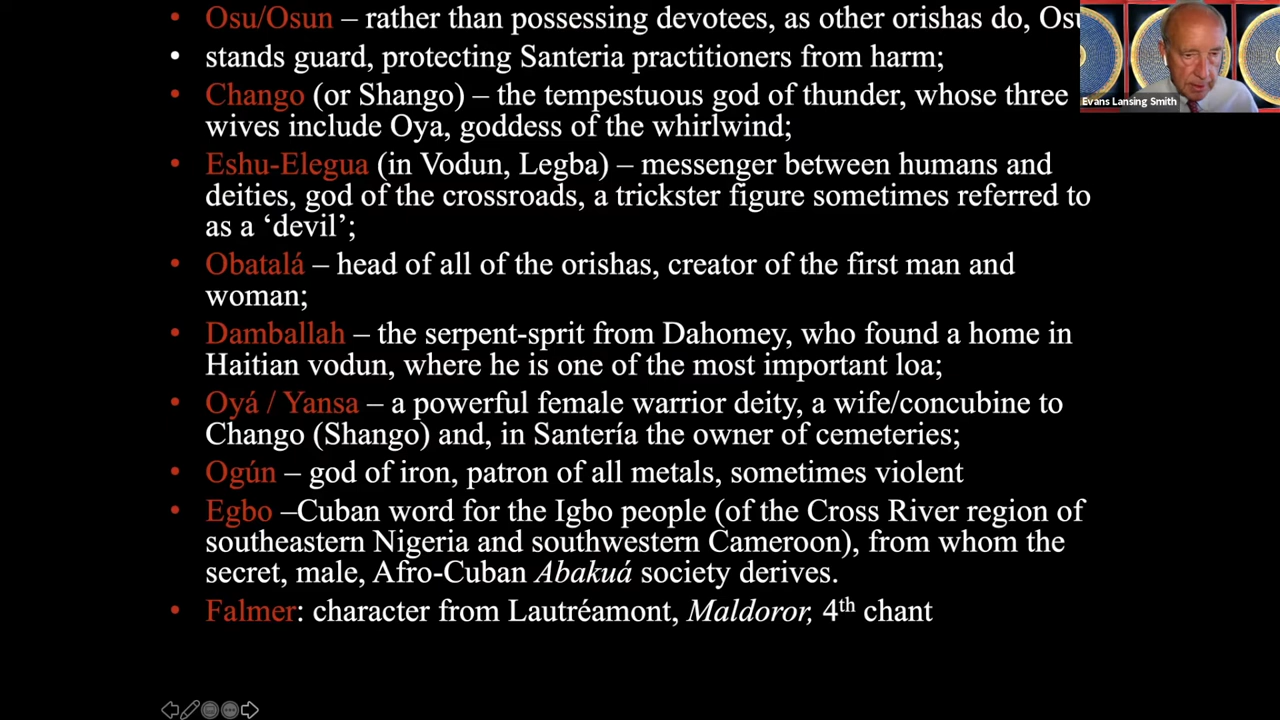 Osu/Osun – rather than possessing devotees, as other orishas do, Osu
• stands guard, protecting Santeria practitioners from harm;
• Chango (or Shango) – the tempestuous god of thunder, whose three
wives include Oya, goddess of the whirlwind;
• Eshu-Elegua (in Vodun, Legba) – messenger between humans and
deities, god of the crossroads, a trickster figure sometimes referred to
as a ‘devil’;
• Obatalá – head of all of the orishas, creator of the first man and
woman;
• Damballah – the serpent-sprit from Dahomey, who found a home in
Haitian vodun, where he is one of the most important loa;
• Oyá / Yansa – a powerful female warrior deity, a wife/concubine to
Chango (Shango) and, in Santería the owner of cemeteries;
• Ogún – god of iron, patron of all metals, sometimes violent
• Egbo –Cuban word for the Igbo people (of the Cross River region of
southeastern Nigeria and southwestern Cameroon), from whom the
secret, male, Afro-Cuban Abakuá society derives.
• Falmer: character from Lautréamont, Maldoror, 4th chant
Evans Lansing Smith